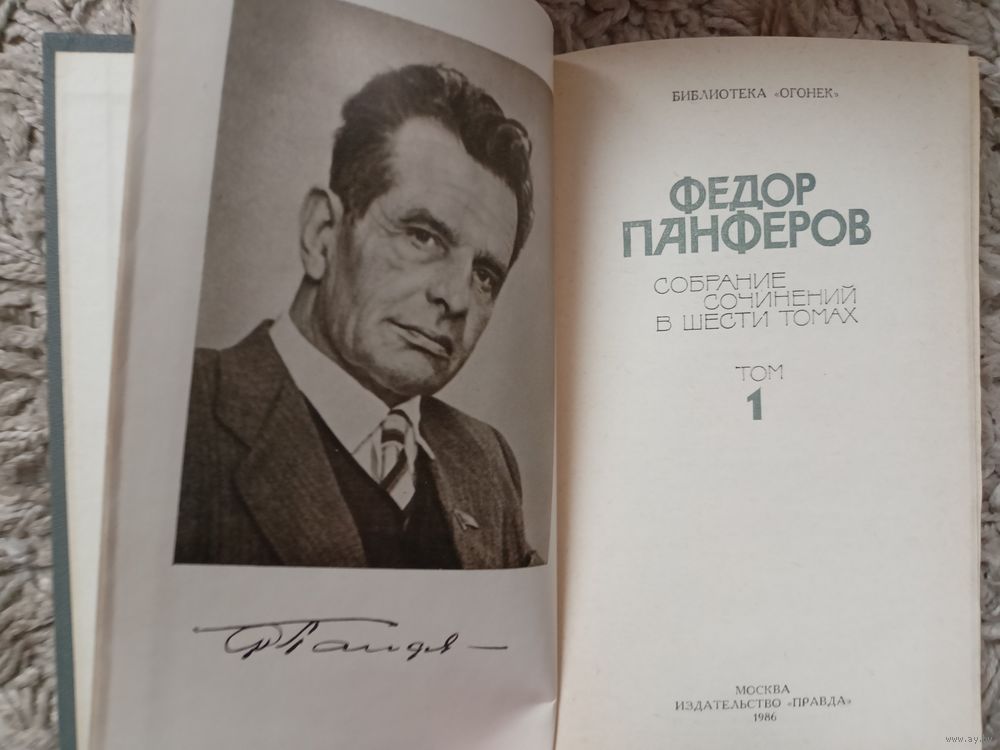 БИБЛИОТЕКА «ОГОНЕК»
ФЕДОР
ПАНФЕРОВ
СОБРАНИЕ
СОЧИНЕНИЙ
В ШЕСТИ ТОМАХ
ТОМ
1
МОСКВА
ИЗДАТЕЛЬСТВО «ПРАВДА»
1986